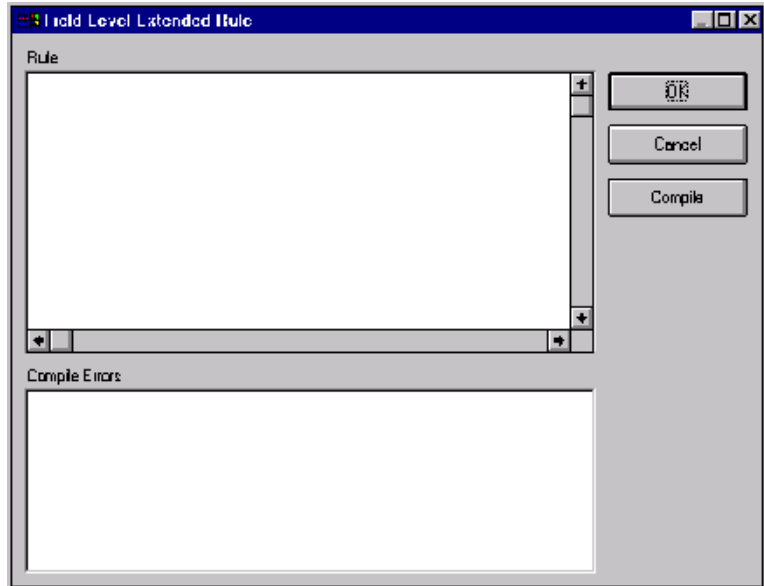 Field Level Extended Rule
Rule
OK
Cancel
Compile
Compile Errors